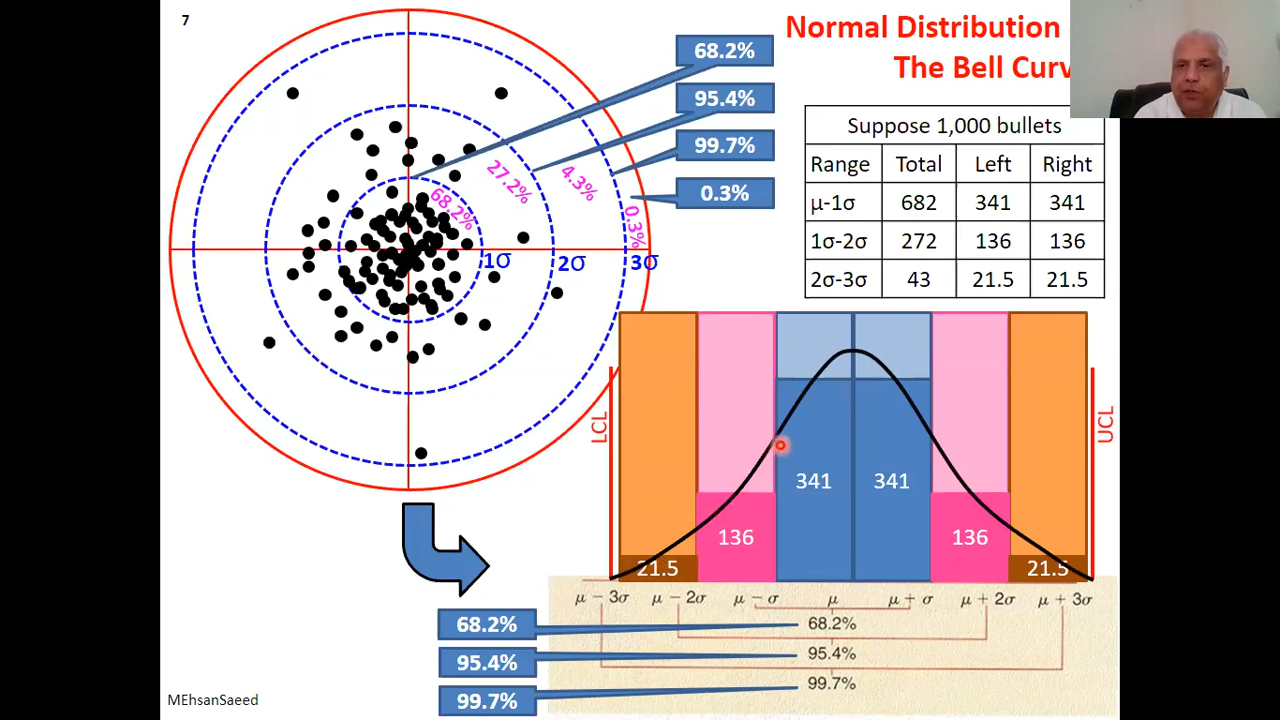 7
Normal Distribution
The Bell Curv
68.2%
95.4%
99.7%
0.3%
68.2%
27.2%
4.3%
0.3%
1σ
2σ
3σ
Suppose 1,000 bullets
Range Total Left Right
μ-1σ 682 341 341
1σ-2σ 272 136 136
2σ-3σ 43 21.5 21.5
LCL
UCL
341 341
136 136
21.5 21.5
μ − 3σ μ − 2σ μ − σ μ μ + σ μ + 2σ μ + 3σ
68.2% 68.2%
95.4% 95.4%
99.7% 99.7%
MEhsanSaeed